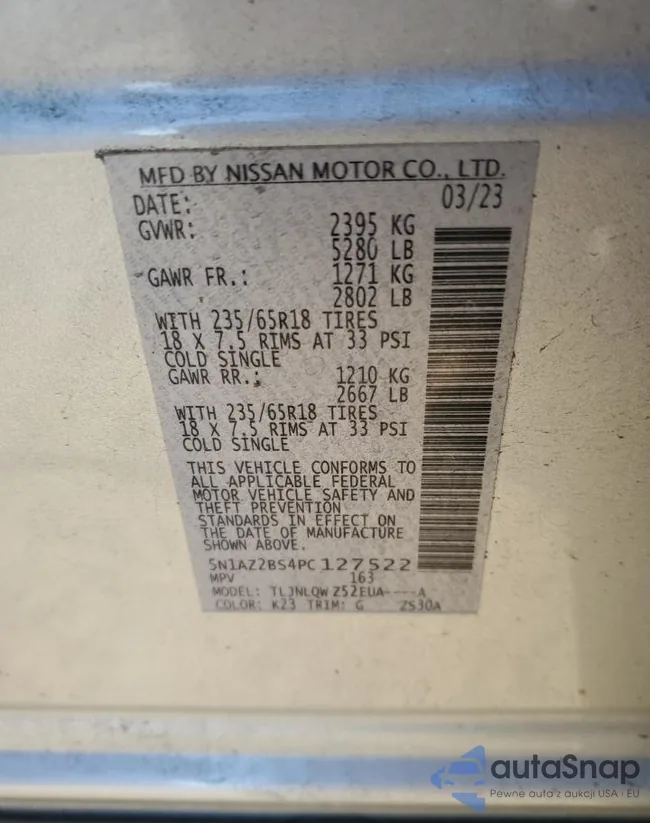 MFD BY NISSAN MOTOR CO., LTD.
DATE: 03/23
GVWR: 2395 KG
5280 LB
GAWR FR.: 1271 KG
2802 LB
WITH 235/65R18 TIRES
18 X 7.5 RIMS AT 33 PSI
COLD SINGLE
GAWR RR.: 1210 KG
2667 LB
WITH 235/65R18 TIRES
18 X 7.5 RIMS AT 33 PSI
COLD SINGLE
THIS VEHICLE CONFORMS TO
ALL APPLICABLE FEDERAL
MOTOR VEHICLE SAFETY AND
THEFT PREVENTION
STANDARDS IN EFFECT ON
THE DATE OF MANUFACTURE
SHOWN ABOVE.
5N1AZ2BS4PC127522
MPV 163
MODEL: TLJNLQW Z52EUA----A
COLOR: K23 TRIM: G ZS30A
autaSnap
Pewne auta z aukcji USA i EU